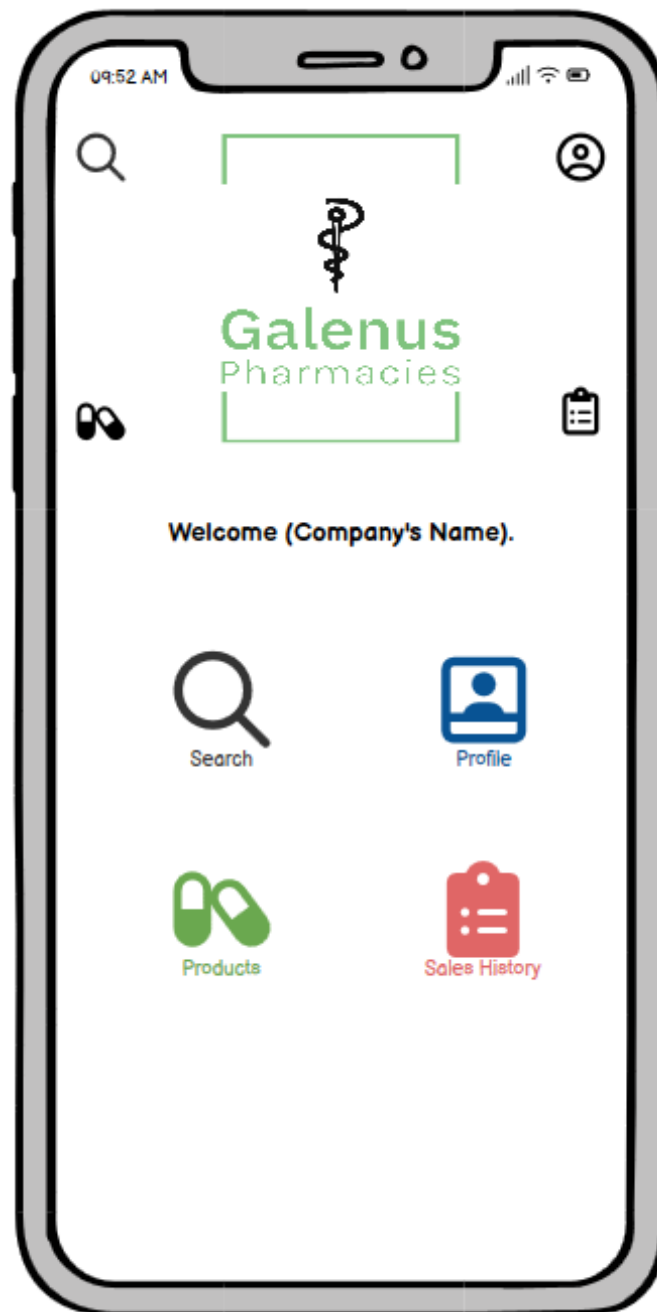 09:52 AM
Galenus
Pharmacies
Welcome (Company's Name).
Search
Profile
Products
Sales History